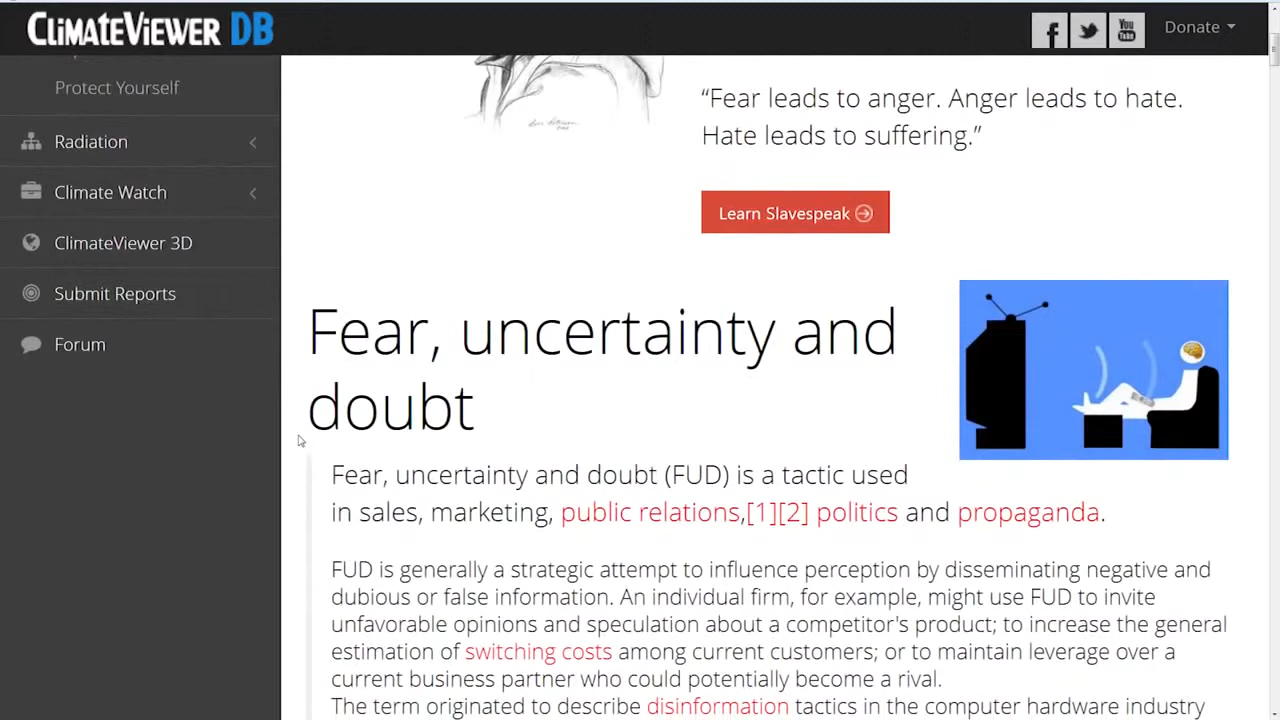 CLiMATEViEWER DB
Donate
Protect Yourself
Radiation
Climate Watch
ClimateViewer 3D
Submit Reports
Forum
“Fear leads to anger. Anger leads to hate.
Hate leads to suffering.”
Learn Slavespeak
Fear, uncertainty and
doubt
Fear, uncertainty and doubt (FUD) is a tactic used
in sales, marketing, public relations,[1][2] politics and propaganda.
FUD is generally a strategic attempt to influence perception by disseminating negative and
dubious or false information. An individual firm, for example, might use FUD to invite
unfavorable opinions and speculation about a competitor's product; to increase the general
estimation of switching costs among current customers; or to maintain leverage over a
current business partner who could potentially become a rival.
The term originated to describe disinformation tactics in the computer hardware industry